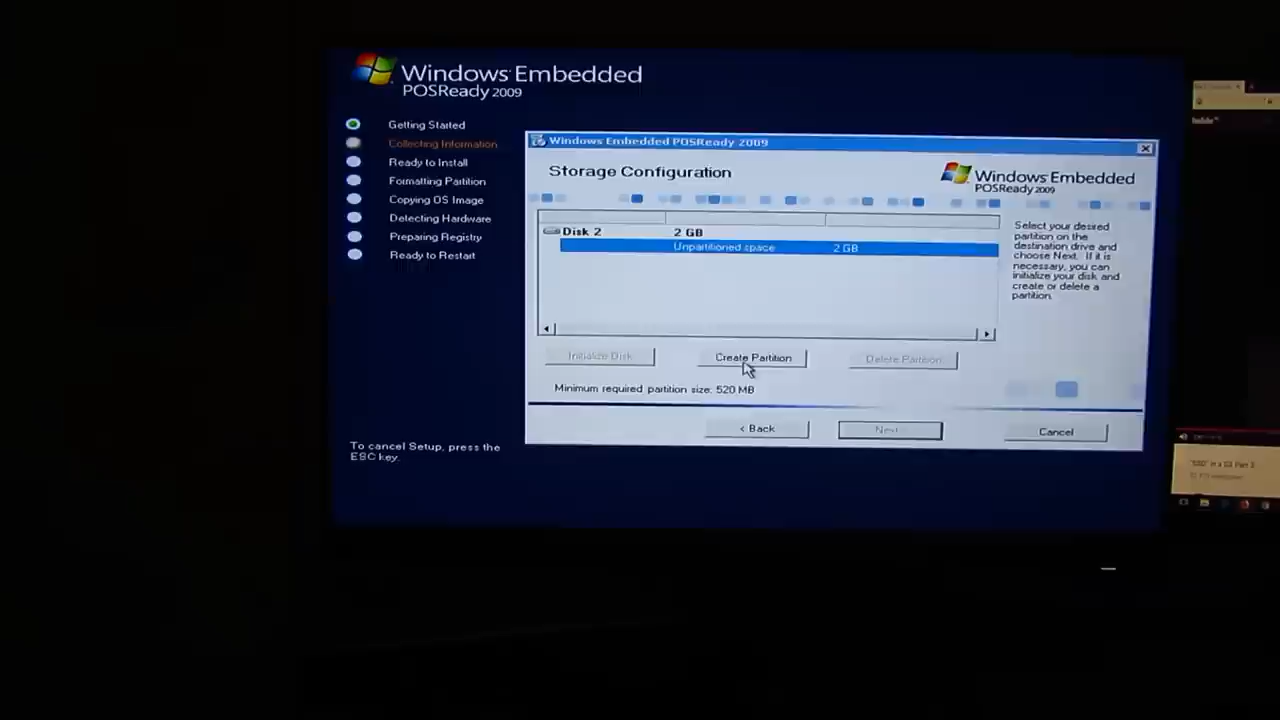 Windows Embedded
POSReady 2009
Getting Started
Collecting Information
Ready to Install
Formatting Partition
Copying OS Image
Detecting Hardware
Preparing Registry
Ready to Restart
To cancel Setup, press the
ESC key.
Windows Embedded POSReady 2009
Storage Configuration
Windows Embedded
POSReady 2009
Disk 2 2 GB
Unpartitioned space 2 GB
Select your desired
partition on the
destination drive and
choose Next. If it is
necessary, you can
initialize your disk and
create or delete a
partition.
Initialize Disk
Create Partition
Delete Partition
Minimum required partition size: 520 MB
< Back
Next
Cancel